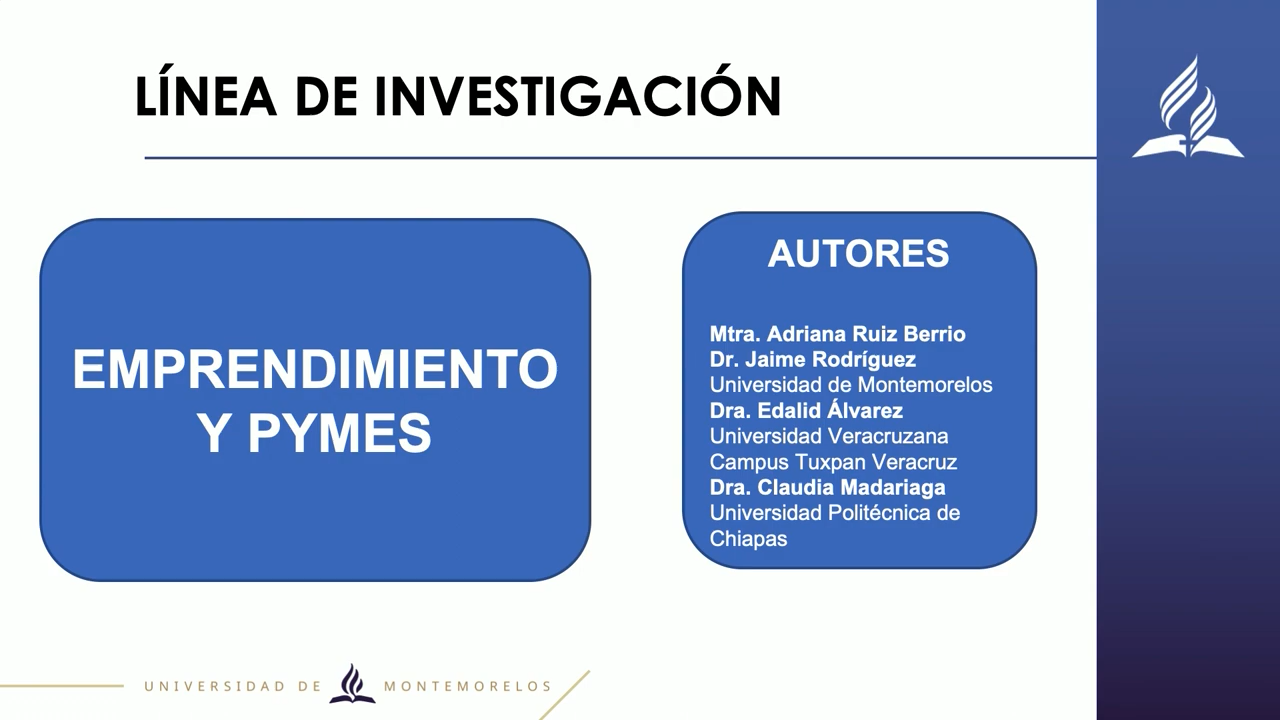 LÍNEA DE INVESTIGACIÓN
EMPRENDIMIENTO
Y PYMES
AUTORES
Mtra. Adriana Ruiz Berrio
Dr. Jaime Rodríguez
Universidad de Montemorelos
Dra. Edalid Álvarez
Universidad Veracruzana
Campus Tuxpan Veracruz
Dra. Claudia Madariaga
Universidad Politécnica de
Chiapas
UNIVERSIDAD DE MONTEMORELOS